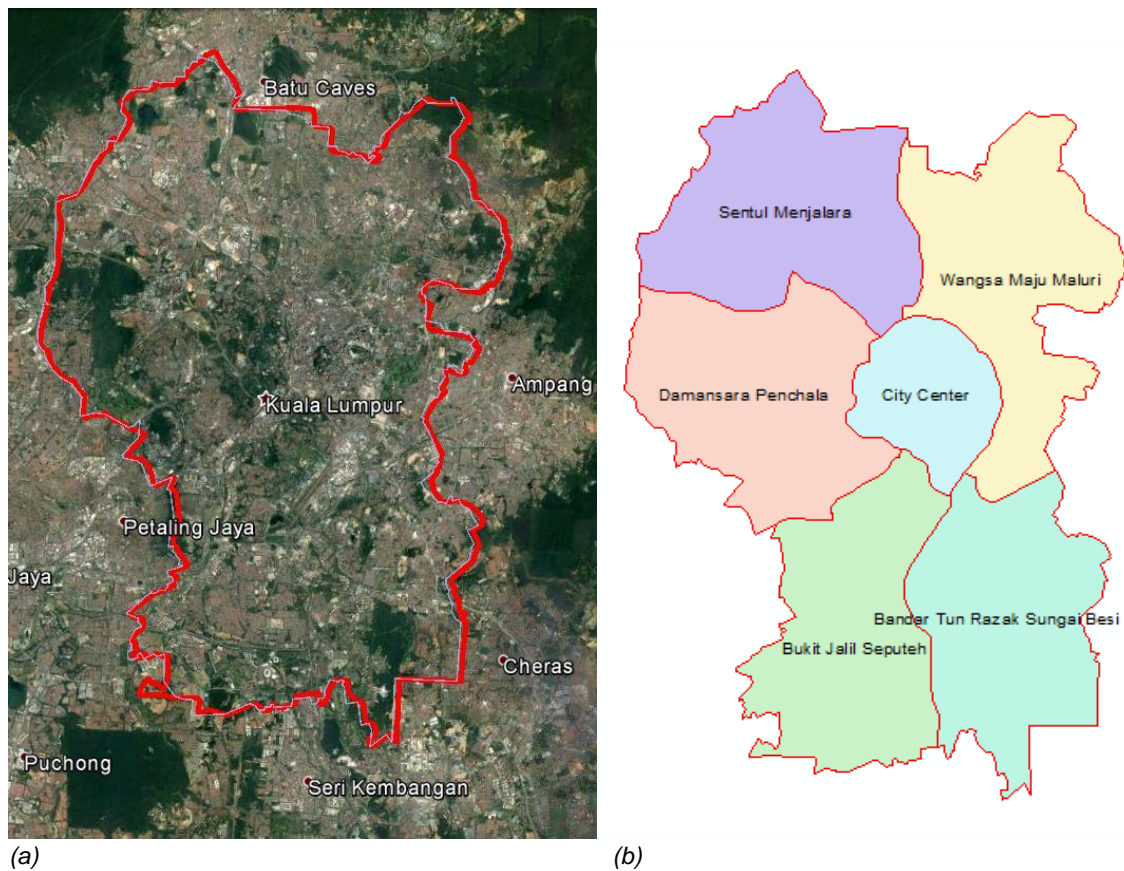 Batu Caves
Ampang
Kuala Lumpur
Petaling Jaya
Jaya
Cheras
Puchong
Seri Kembangan
(a)
Sentul Menjalara
Wangsa Maju Maluri
Damansara Penchala
City Center
Bandar Tun Razak Sungai Besi
Bukit Jalil Seputeh
(b)